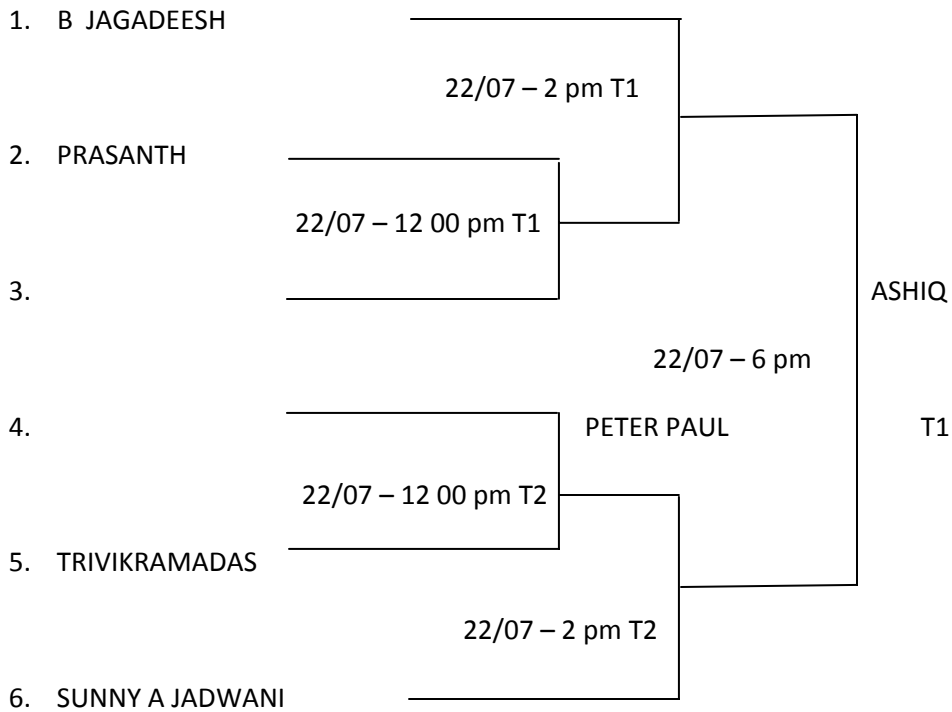 1. B JAGADEESH
22/07 – 2 pm T1
2. PRASANTH
22/07 – 12 00 pm T1
3. ASHIQ
22/07 – 6 pm
4. PETER PAUL T1
22/07 – 12 00 pm T2
5. TRIVIKRAMADAS
22/07 – 2 pm T2
6. SUNNY A JADWANI